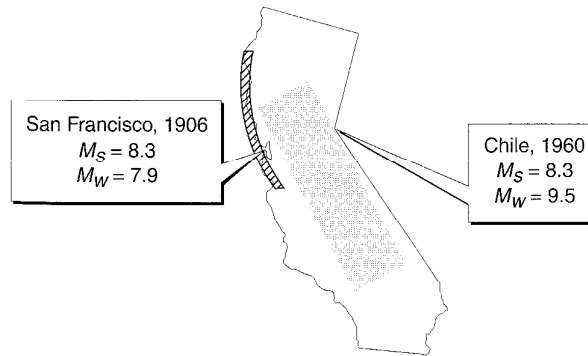 San Francisco, 1906
M_S = 8.3
M_W = 7.9
Chile, 1960
M_S = 8.3
M_W = 9.5